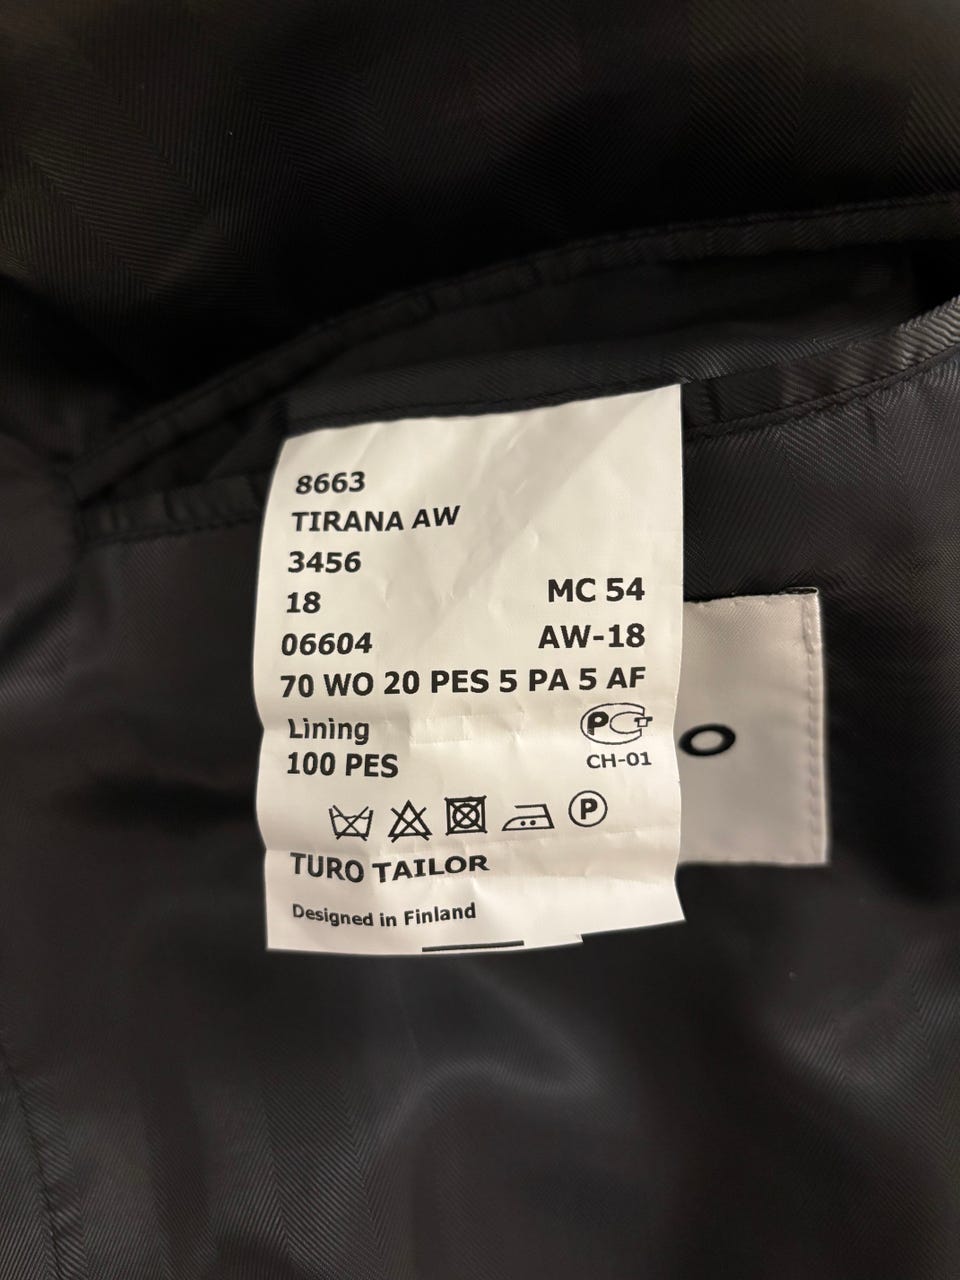 8663
TIRANA AW
3456
18 MC 54
06604 AW-18
70 WO 20 PES 5 PA 5 AF
Lining
100 PES
PCT
CH-01
P
TURO TAILOR
Designed in Finland
O